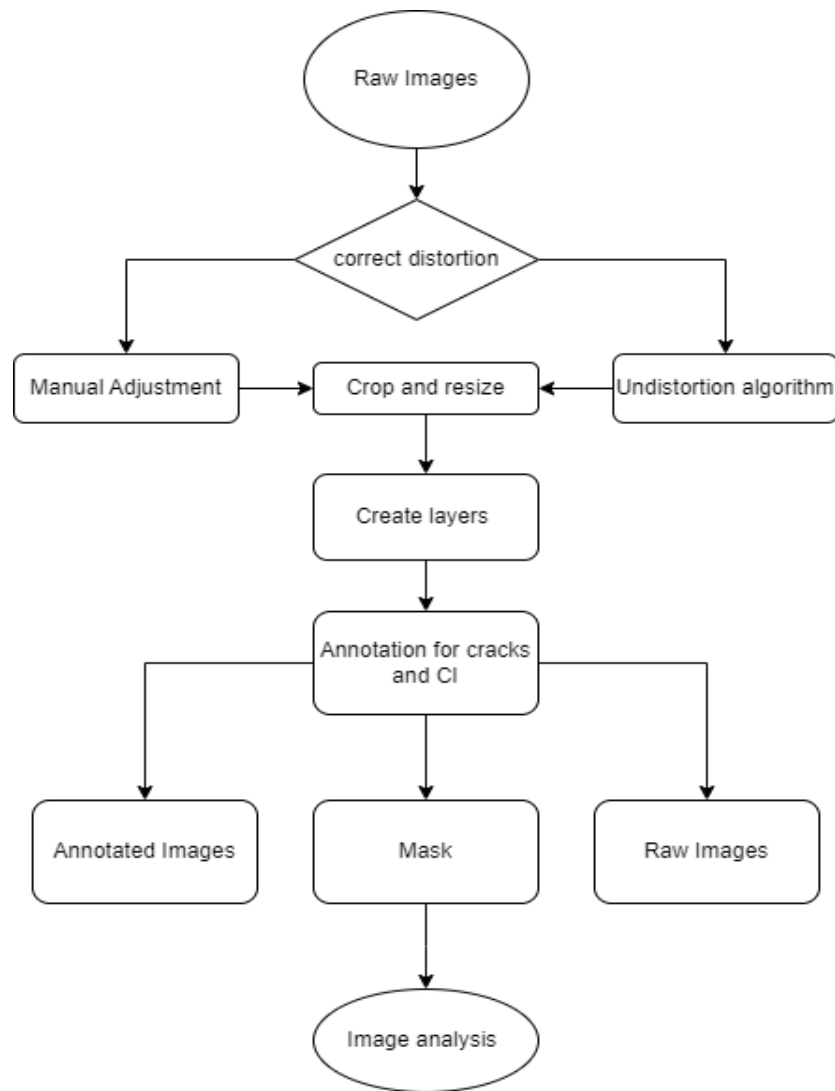 Raw Images
correct distortion
Manual Adjustment
Crop and resize
Undistortion algorithm
Create layers
Annotation for cracks
and CI
Annotated Images
Mask
Raw Images
Image analysis